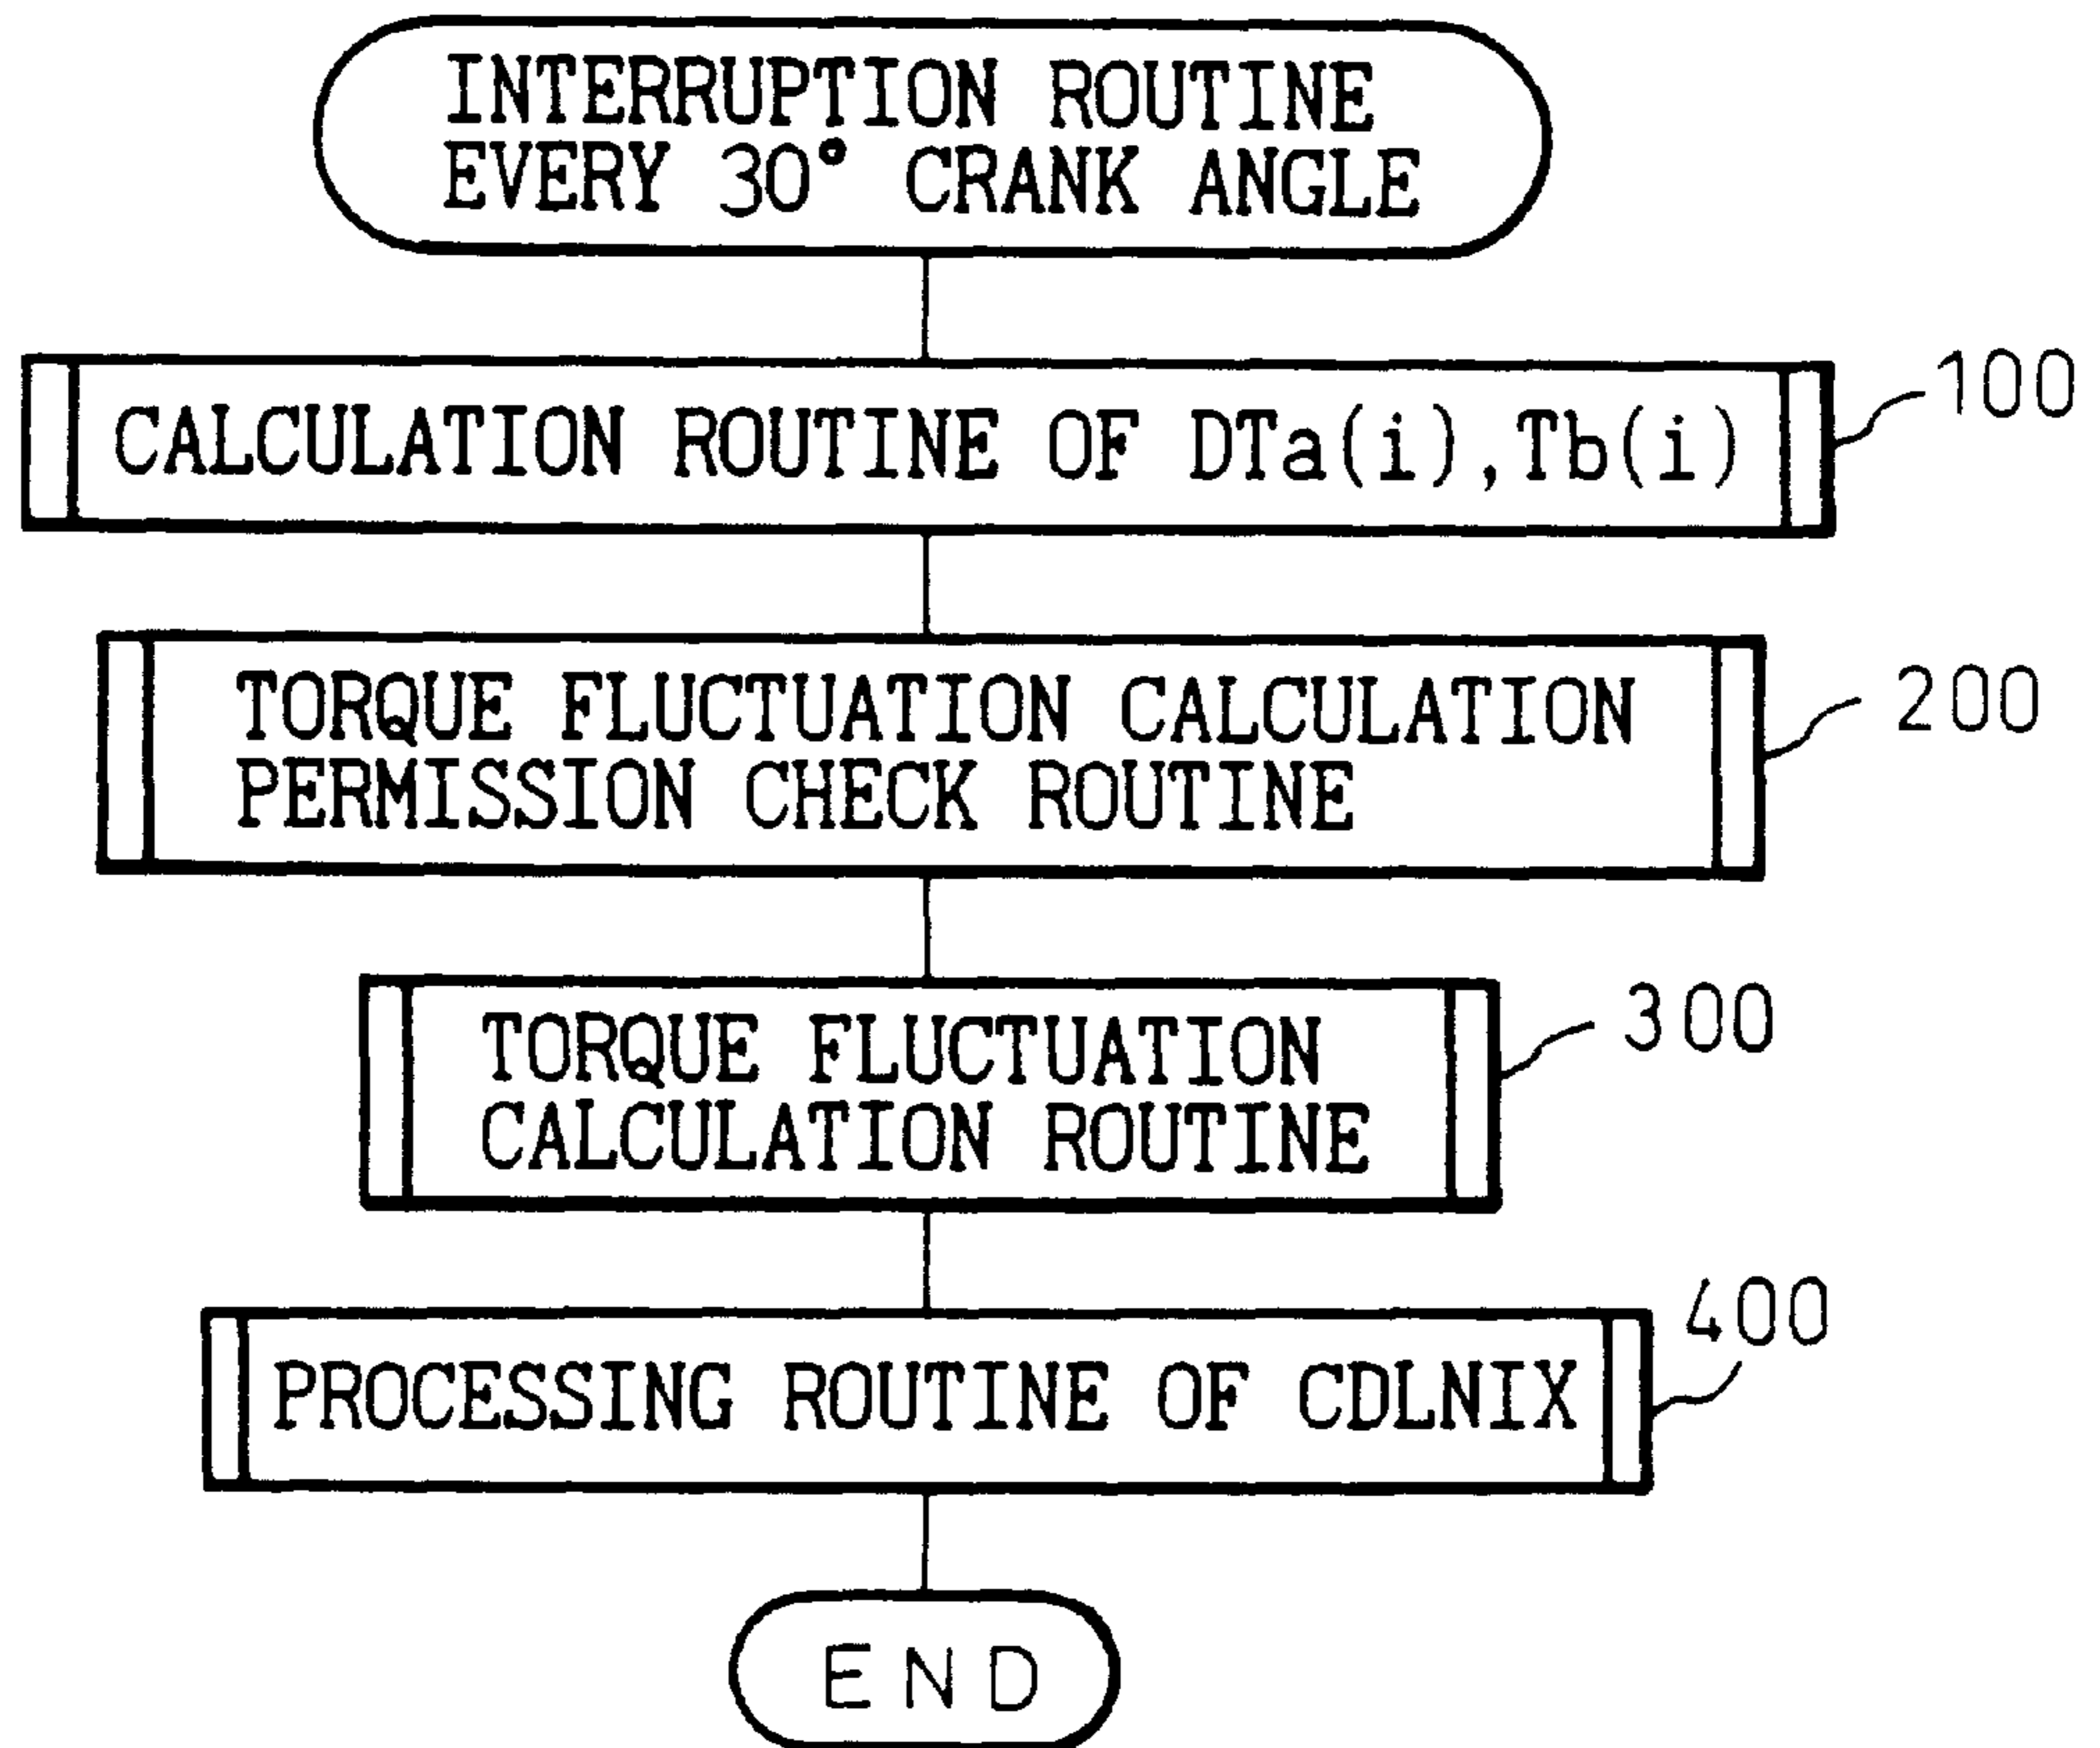 INTERRUPTION ROUTINE
EVERY 30° CRANK ANGLE
CALCULATION ROUTINE OF DTa(i),Tb(i)
100
TORQUE FLUCTUATION CALCULATION
PERMISSION CHECK ROUTINE
200
TORQUE FLUCTUATION
CALCULATION ROUTINE
300
PROCESSING ROUTINE OF CDLNIX
400
END